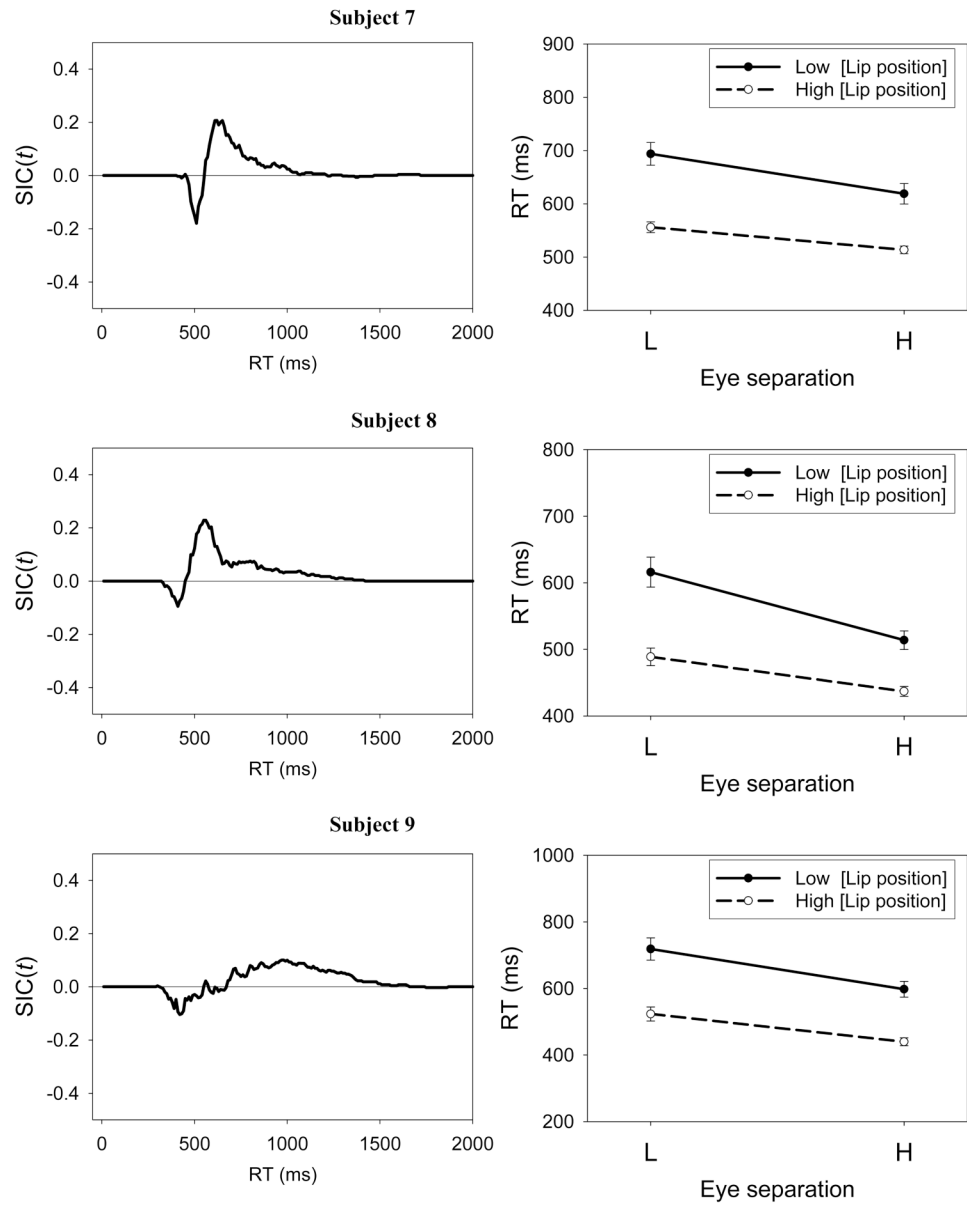 Subject 7
0.4
0.2
0.0
-0.2
-0.4
SIC(t)
0 500 1000 1500 2000
RT (ms)
900
800
700
600
500
400
RT (ms)
Low [Lip position]
High [Lip position]
L H
Eye separation
Subject 8
0.4
0.2
0.0
-0.2
-0.4
SIC(t)
0 500 1000 1500 2000
RT (ms)
800
700
600
500
400
RT (ms)
Low [Lip position]
High [Lip position]
L H
Eye separation
Subject 9
0.4
0.2
0.0
-0.2
-0.4
SIC(t)
0 500 1000 1500 2000
RT (ms)
1000
800
600
400
200
RT (ms)
Low [Lip position]
High [Lip position]
L H
Eye separation